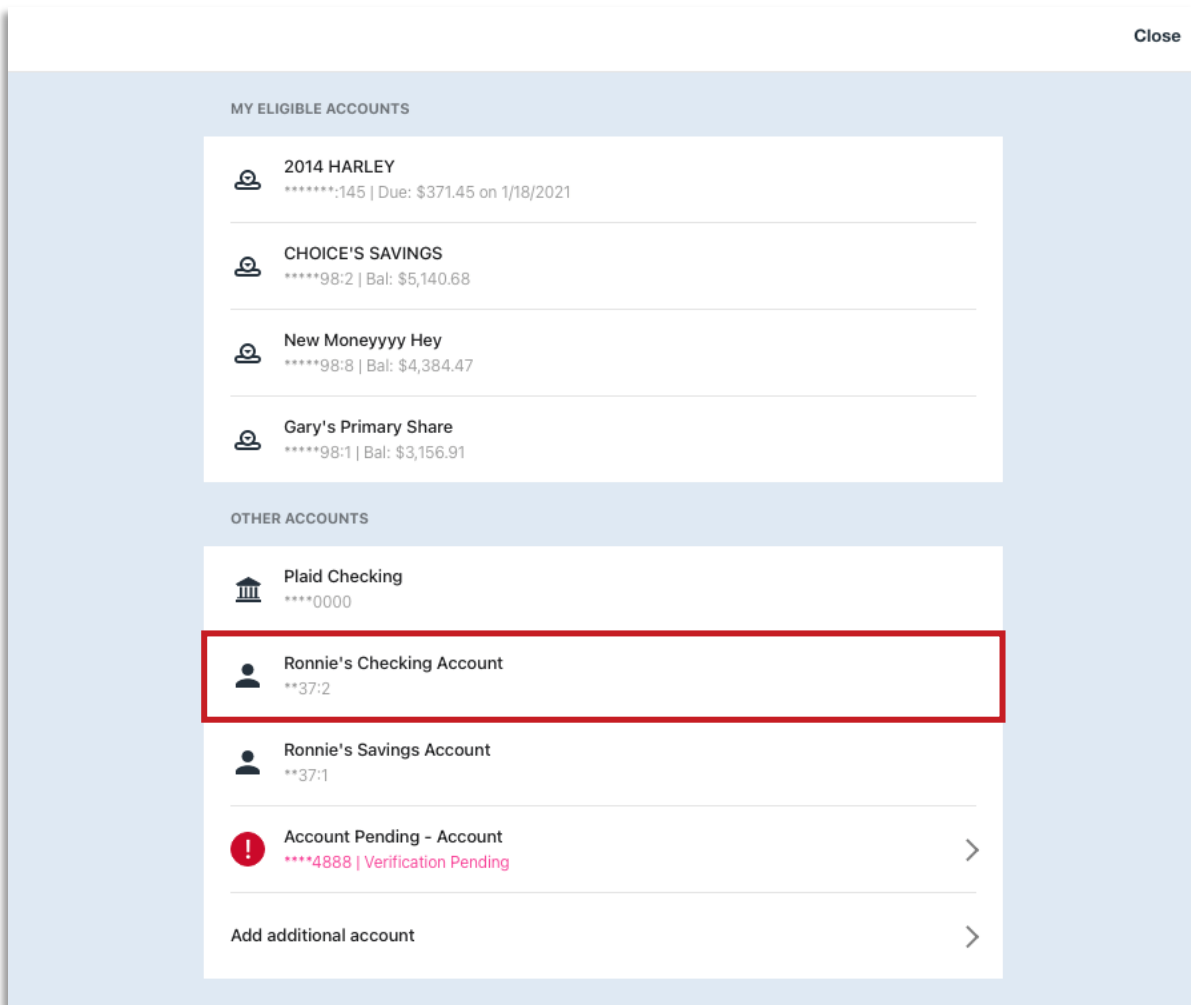 Close
MY ELIGIBLE ACCOUNTS
2014 HARLEY
*******:145 | Due: $371.45 on 1/18/2021
CHOICE'S SAVINGS
*****98:2 | Bal: $5,140.68
New Moneyyyy Hey
*****98:8 | Bal: $4,384.47
Gary's Primary Share
*****98:1 | Bal: $3,156.91
OTHER ACCOUNTS
Plaid Checking
****0000
Ronnie's Checking Account
**37:2
Ronnie's Savings Account
**37:1
Account Pending - Account
****4888 | Verification Pending
Add additional account